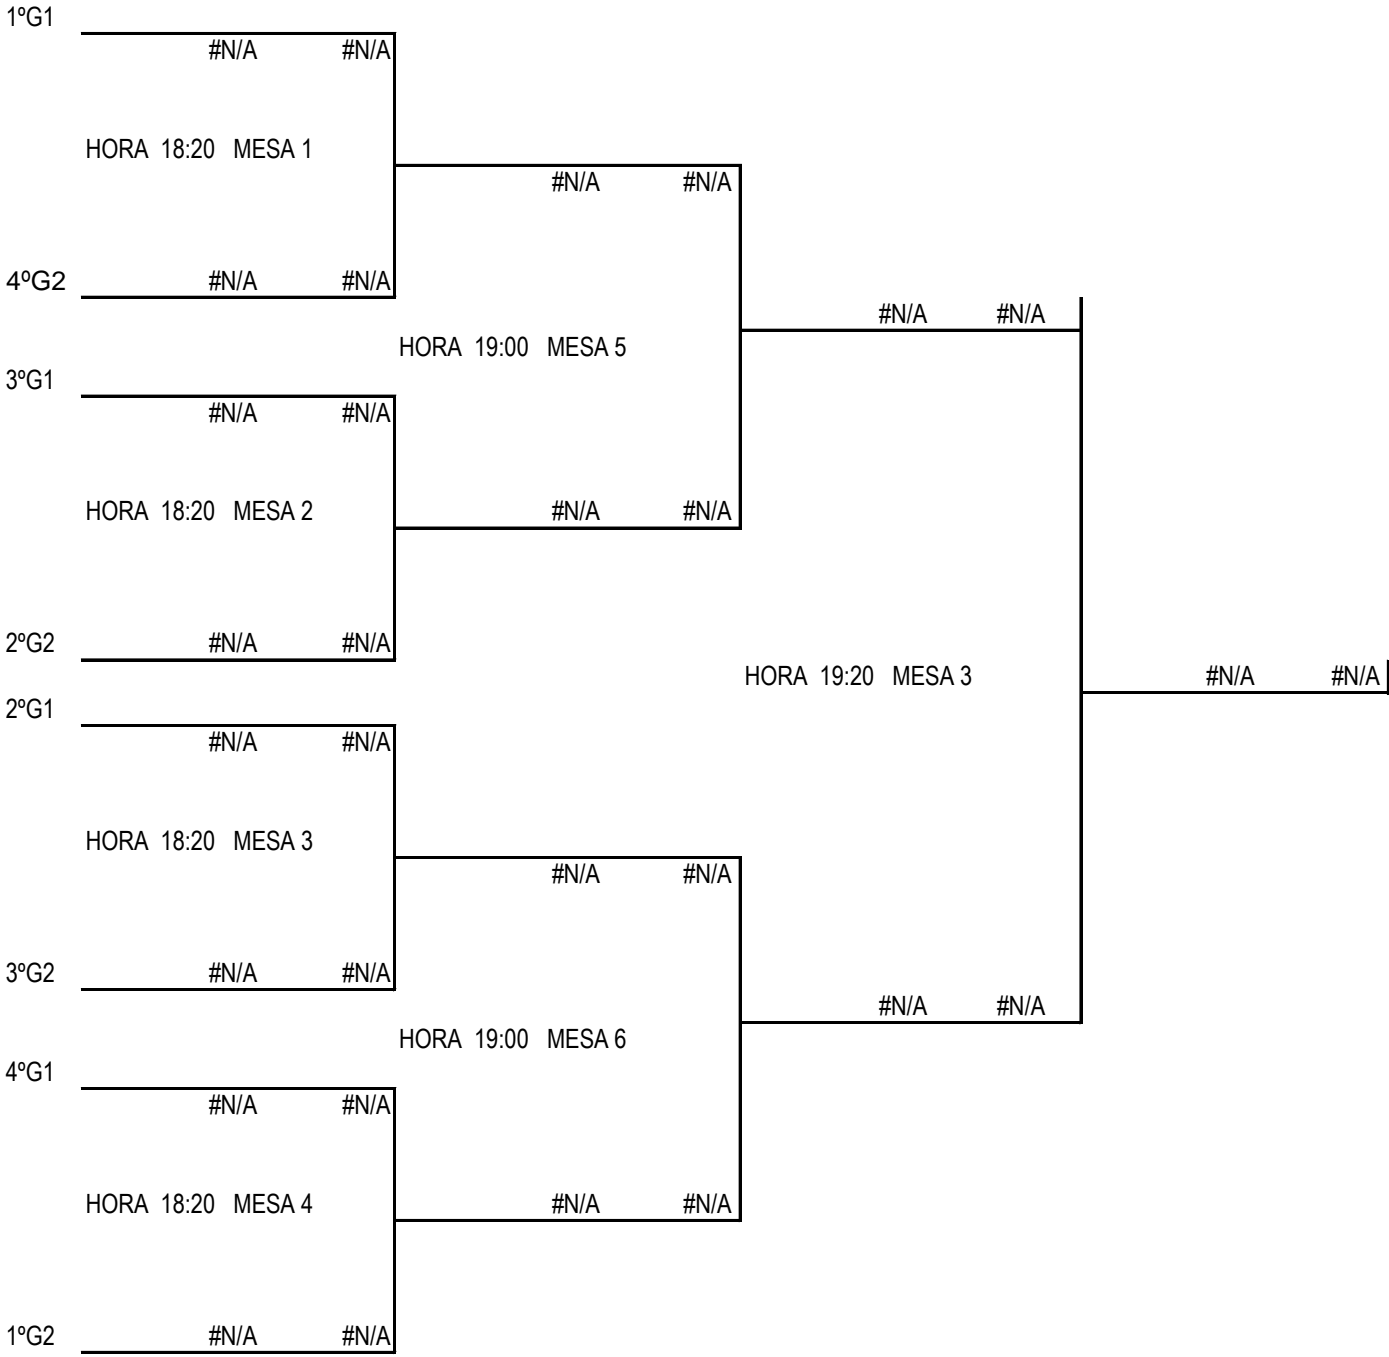 1ºG1
#N/A #N/A
HORA 18:20 MESA 1
#N/A #N/A
4ºG2 #N/A #N/A
#N/A #N/A
HORA 19:00 MESA 5
3ºG1
#N/A #N/A
HORA 18:20 MESA 2 #N/A #N/A
2ºG2 #N/A #N/A
HORA 19:20 MESA 3 #N/A #N/A
2ºG1
#N/A #N/A
HORA 18:20 MESA 3
#N/A #N/A
3ºG2 #N/A #N/A
#N/A #N/A
HORA 19:00 MESA 6
4ºG1
#N/A #N/A
HORA 18:20 MESA 4 #N/A #N/A
1ºG2 #N/A #N/A